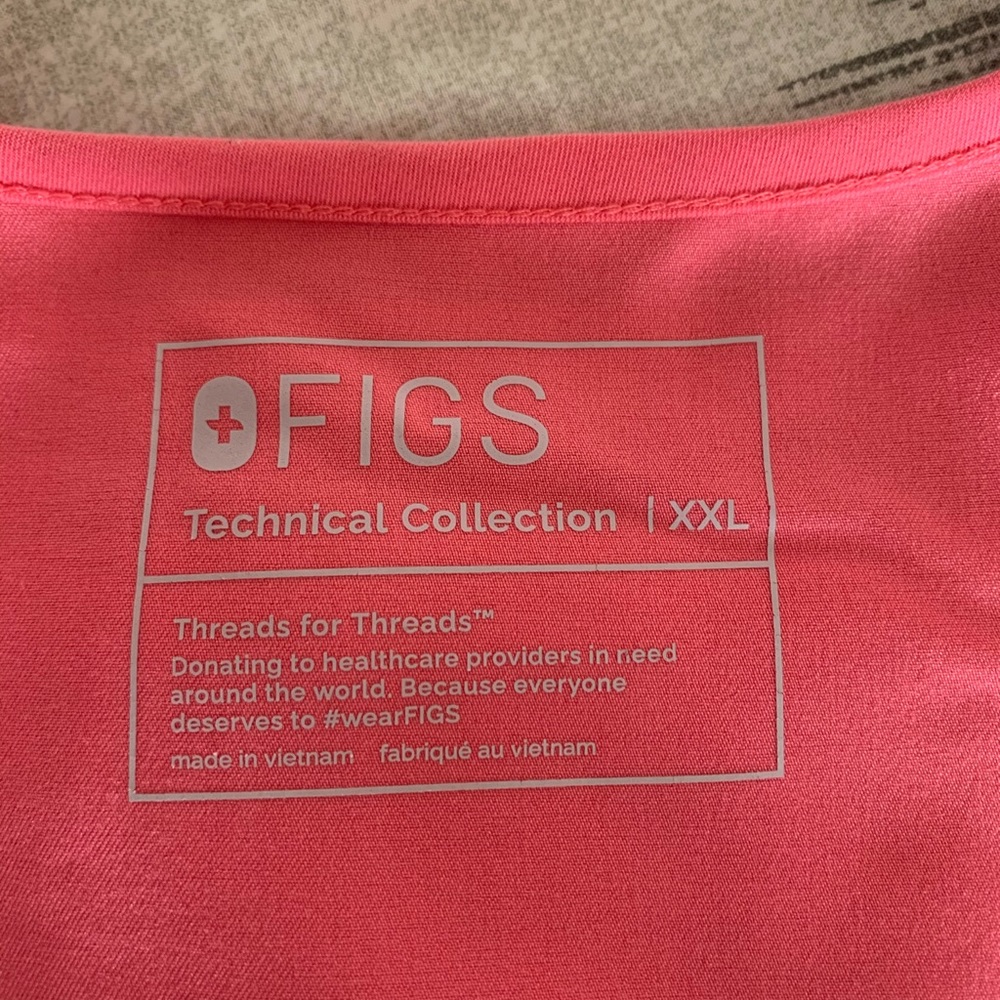 FIGS
Technical Collection | XXL
Threads for Threads™
Donating to healthcare providers in need
around the world. Because everyone
deserves to #wearFIGS
made in vietnam fabriqué au vietnam